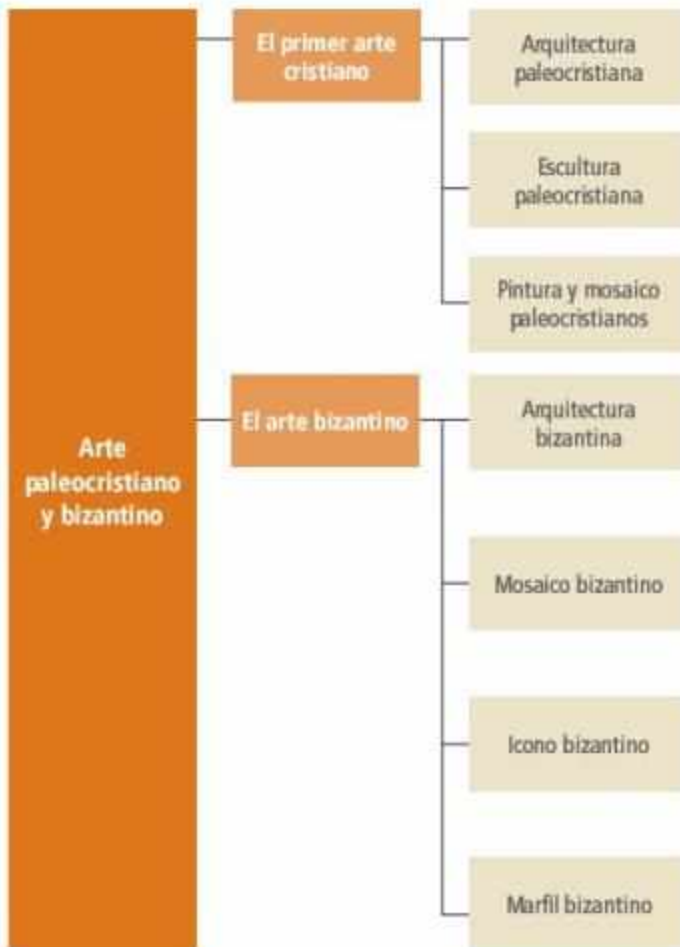 Arte
paleocristiano
y bizantino
El primer arte
cristiano
Arquitectura
paleocristiana
Escultura
paleocristiana
Pintura y mosaico
paleocristianos
El arte bizantino
Arquitectura
bizantina
Mosaico bizantino
Icono bizantino
Marfil bizantino